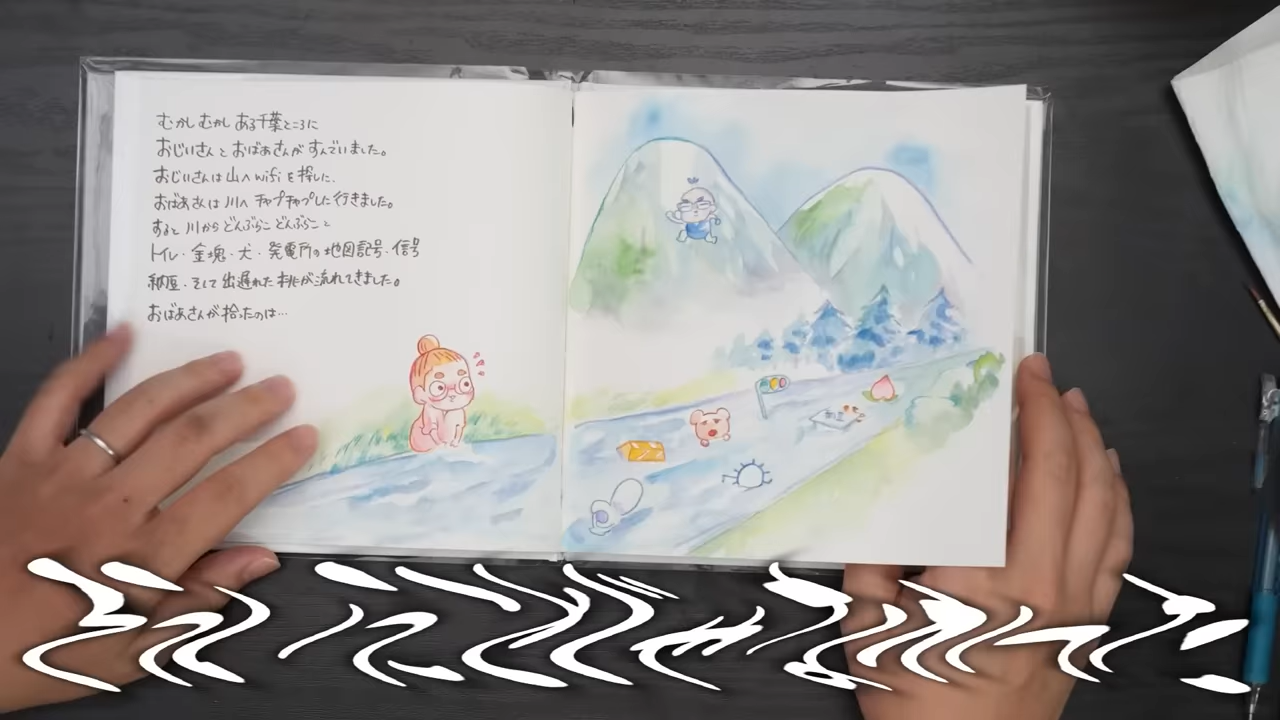 むかしむかし ある千葉ところに
おじいさんとおばあさんがすんでいました。
おじいさんは山へwifiを探しに、
おばあさんは川へチャプチャプしに行きました。
すると川からどんぶらこどんぶらこと
トイレ・金塊・犬・発電所の地図記号・信号
納豆・そして出遅れた桃が流れてきました。
おばあさんが拾ったのは…